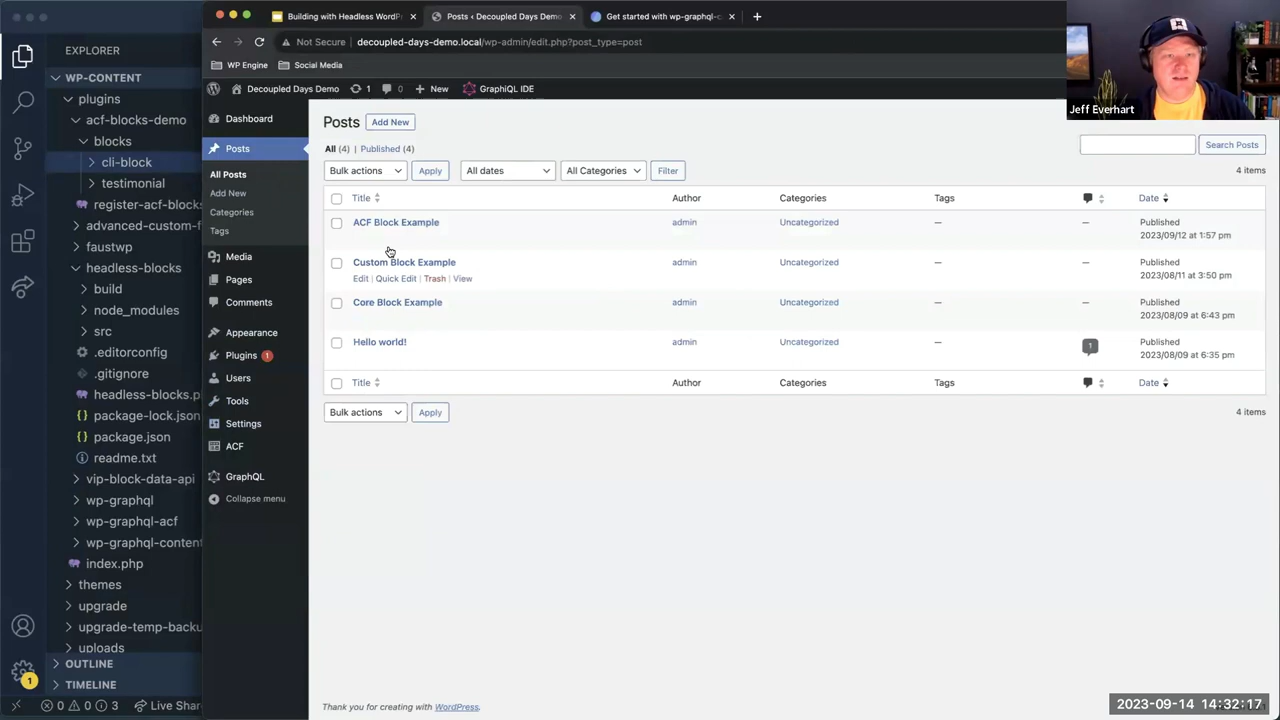 EXPLORER
WP-CONTENT
plugins
acf-blocks-demo
blocks
cli-block
testimonial
register-acf-blocks
advanced-custom-f
faustwp
headless-blocks
build
node_modules
src
.editorconfig
.gitignore
headless-blocks.p
package-lock.json
package.json
readme.txt
vip-block-data-api
wp-graphql
wp-graphql-acf
wp-graphql-conten
index.php
themes
upgrade
upgrade-temp-backu
uploads
OUTLINE
TIMELINE
1
0 0 3 Live Shar
Building with Headless WordPr
Posts ‹ Decoupled Days Demo
Get started with wp-graphql-c
Not Secure decoupled-days-demo.local/wp-admin/edit.php?post_type=post
WP Engine Social Media
Decoupled Days Demo 1 0 + New GraphiQL IDE
Dashboard
Posts
All Posts
Add New
Categories
Tags
Media
Pages
Comments
Appearance
Plugins 1
Users
Tools
Settings
ACF
GraphQL
Collapse menu
Posts Add New
All (4) | Published (4)
Search Posts
Bulk actions Apply All dates All Categories Filter 4 items
Title Author Categories Tags Date
ACF Block Example admin Uncategorized — — Published
2023/09/12 at 1:57 pm
Custom Block Example admin Uncategorized — — Published
Edit | Quick Edit | Trash | View 2023/08/11 at 3:50 pm
Core Block Example admin Uncategorized — — Published
2023/08/09 at 6:43 pm
Hello world! admin Uncategorized — 1 Published
2023/08/09 at 6:35 pm
Title Author Categories Tags Date
Bulk actions Apply 4 items
Thank you for creating with WordPress.
Jeff Everhart
2023-09-14 14:32:17